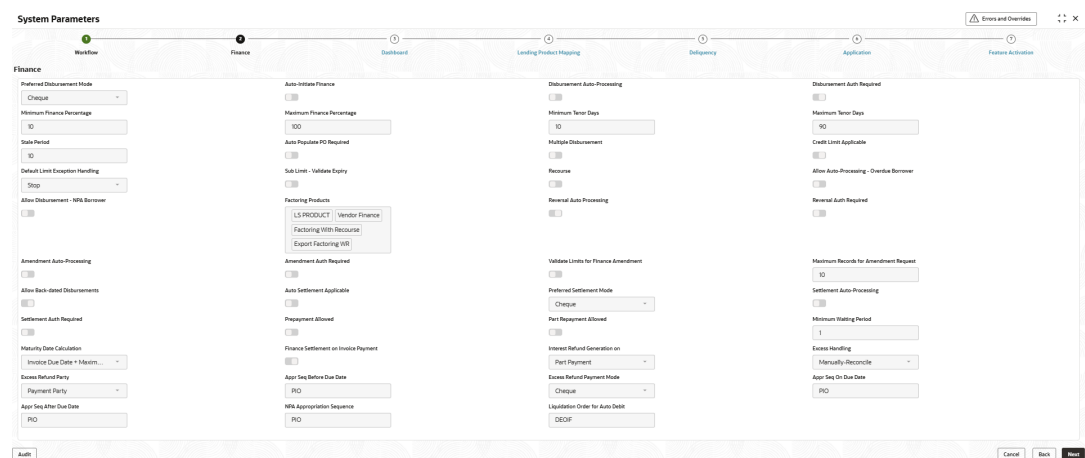 System Parameters
Errors and Overrides
1 2 3 4 5 6 7
Workflow Finance Dashboard Lending Product Mapping Deliquency Application Feature Activation
Finance
Preferred Disbursement Mode Auto-Initiate Finance Disbursement Auto-Processing Disbursement Auth Required
Cheque
Minimum Finance Percentage Maximum Finance Percentage Minimum Tenor Days Maximum Tenor Days
10 100 10 90
Stale Period Auto Populate PO Required Multiple Disbursement Credit Limit Applicable
10
Default Limit Exception Handling Sub Limit - Validate Expiry Recourse Allow Auto-Processing - Overdue Borrower
Stop
Allow Disbursement - NPA Borrower Factoring Products Reversal Auto Processing Reversal Auth Required
LS PRODUCT Vendor Finance
Factoring With Recourse
Export Factoring WR
Amendment Auto-Processing Amendment Auth Required Validate Limits for Finance Amendment Maximum Records for Amendment Request
10
Allow Back-dated Disbursements Auto Settlement Applicable Preferred Settlement Mode Settlement Auto-Processing
Cheque
Settlement Auth Required Prepayment Allowed Part Repayment Allowed Minimum Waiting Period
1
Maturity Date Calculation Finance Settlement on Invoice Payment Interest Refund Generation on Excess Handling
Invoice Due Date + Maxim... Part Payment Manually-Reconcile
Excess Refund Party Appr Seq Before Due Date Excess Refund Payment Mode Appr Seq On Due Date
Payment Party PIO Cheque PIO
Appr Seq After Due Date NPA Appropriation Sequence Liquidation Order for Auto Debit
PIO PIO DEOIF
Audit Cancel Back Next